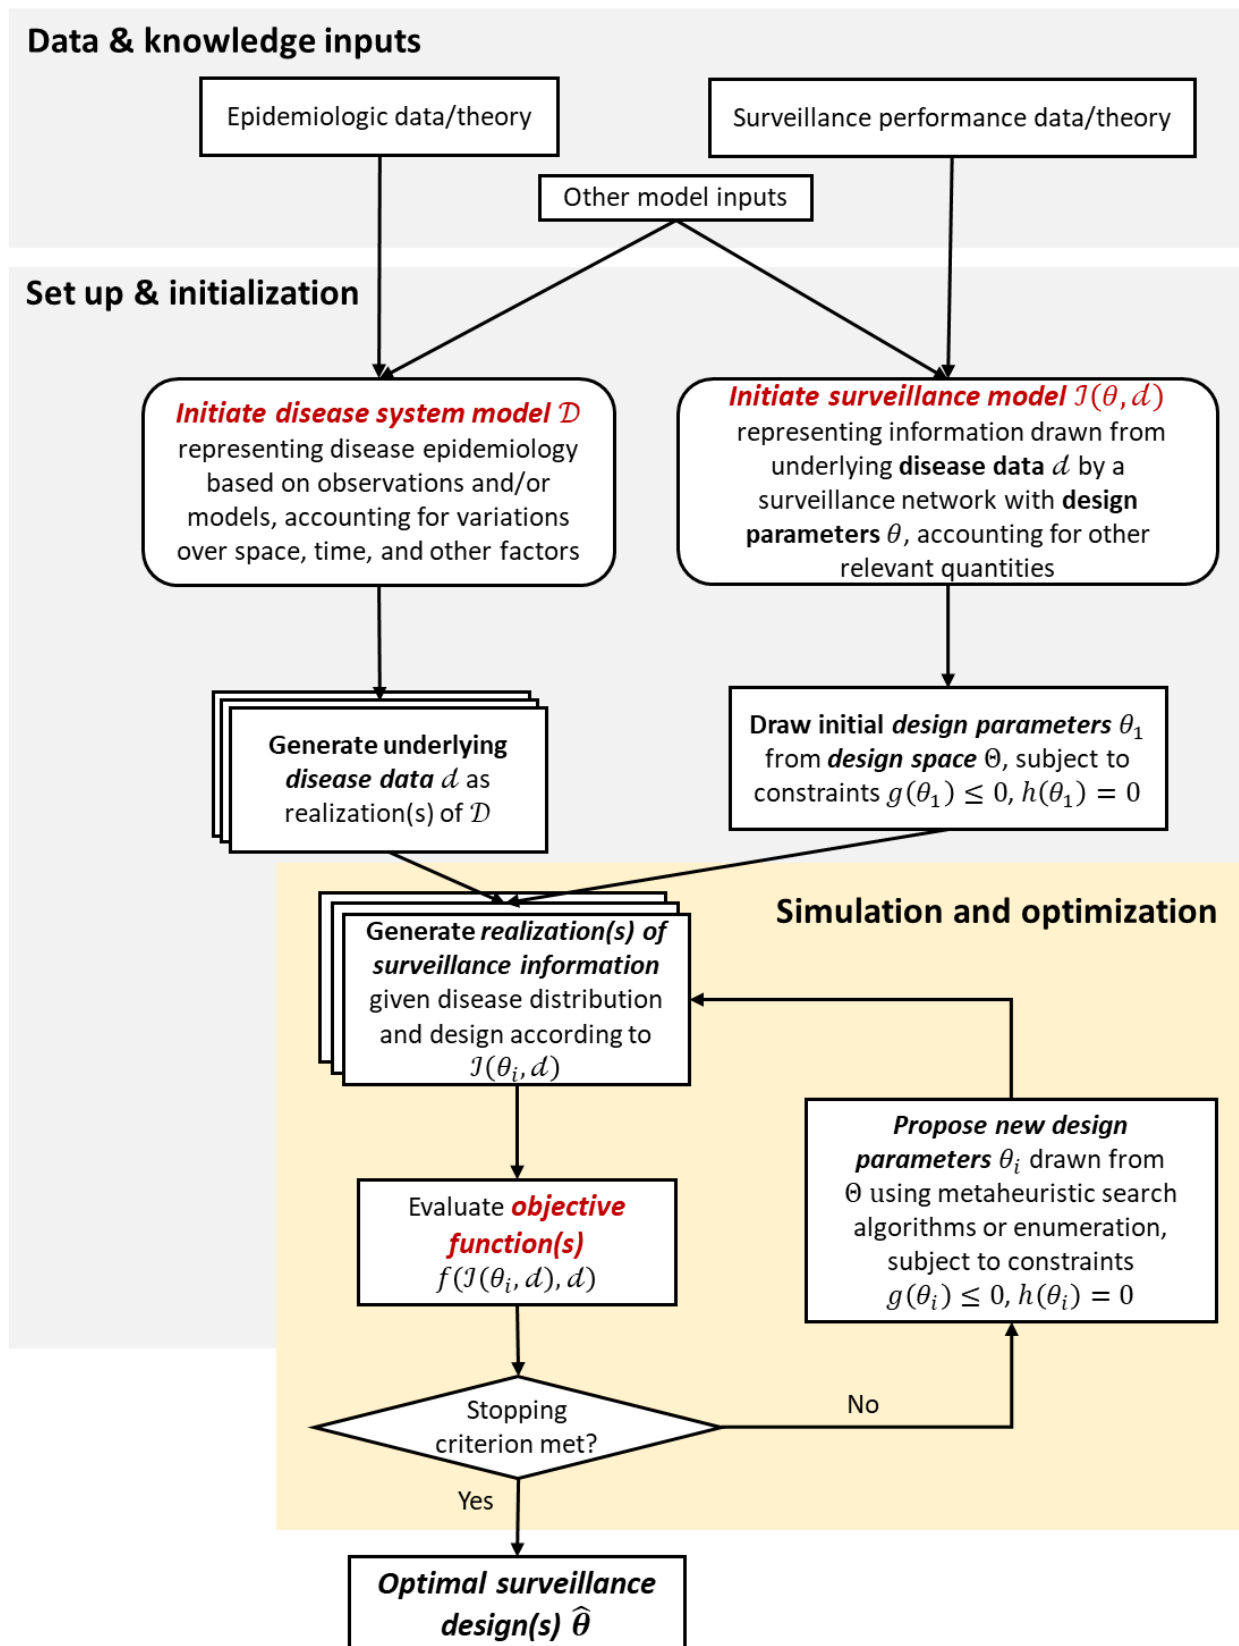 Data & knowledge inputs
Epidemiologic data/theory
Surveillance performance data/theory
Other model inputs
Set up & initialization
Initiate disease system model 𝒟
representing disease epidemiology
based on observations and/or
models, accounting for variations
over space, time, and other factors
Initiate surveillance model ℐ(θ, 𝑑)
representing information drawn from
underlying disease data 𝑑 by a
surveillance network with design
parameters θ, accounting for other
relevant quantities
Generate underlying
disease data 𝑑 as
realization(s) of 𝒟
Draw initial design parameters θ₁
from design space Θ, subject to
constraints g(θ₁) ≤ 0, h(θ₁) = 0
Simulation and optimization
Generate realization(s) of
surveillance information
given disease distribution
and design according to
ℐ(θᵢ, 𝑑)
Evaluate objective
function(s)
f(ℐ(θᵢ, 𝑑), 𝑑)
Propose new design
parameters θᵢ drawn from
Θ using metaheuristic search
algorithms or enumeration,
subject to constraints
g(θᵢ) ≤ 0, h(θᵢ) = 0
Stopping
criterion met?
No
Yes
Optimal surveillance
design(s) θ̂